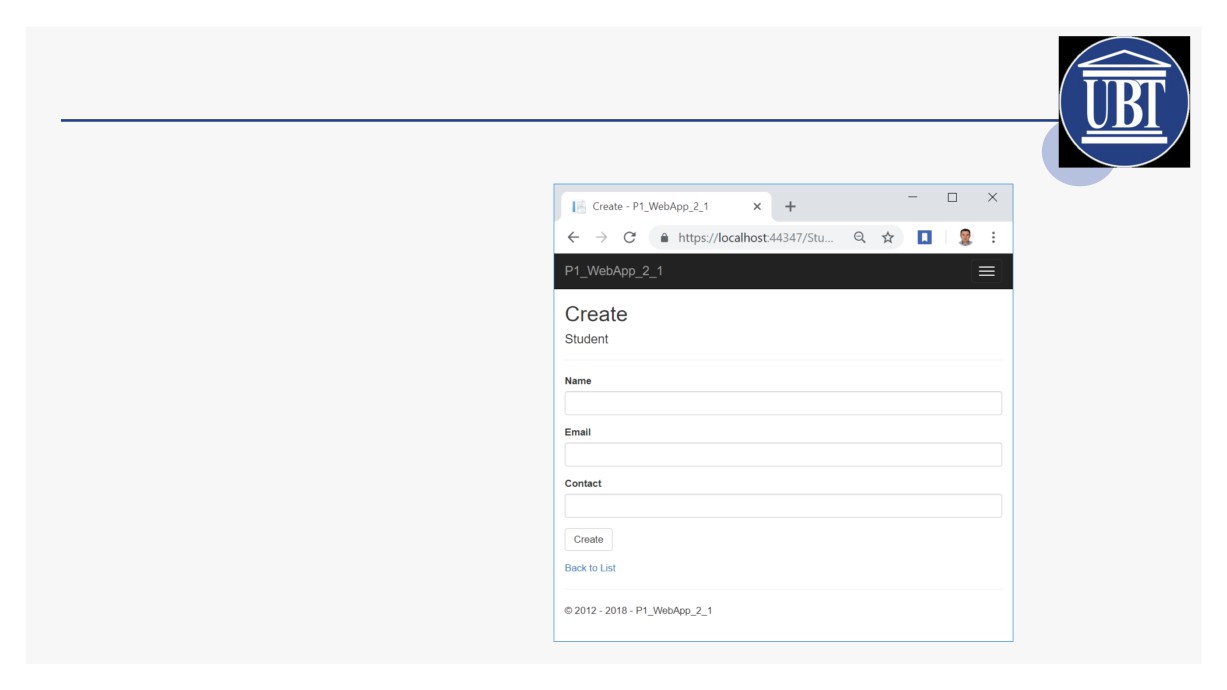 UBT
Create - P1_WebApp_2_1
https://localhost:44347/Stu...
P1_WebApp_2_1
Create
Student
Name
Email
Contact
Create
Back to List
© 2012 - 2018 - P1_WebApp_2_1